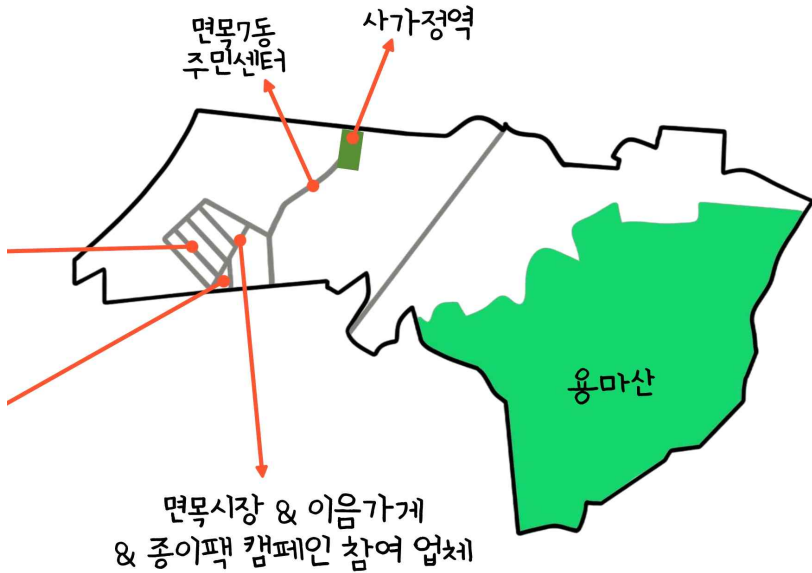 면목7동
주민센터
사가정역
용마산
면목시장 & 이음가게
& 종이팩 캠페인 참여 업체